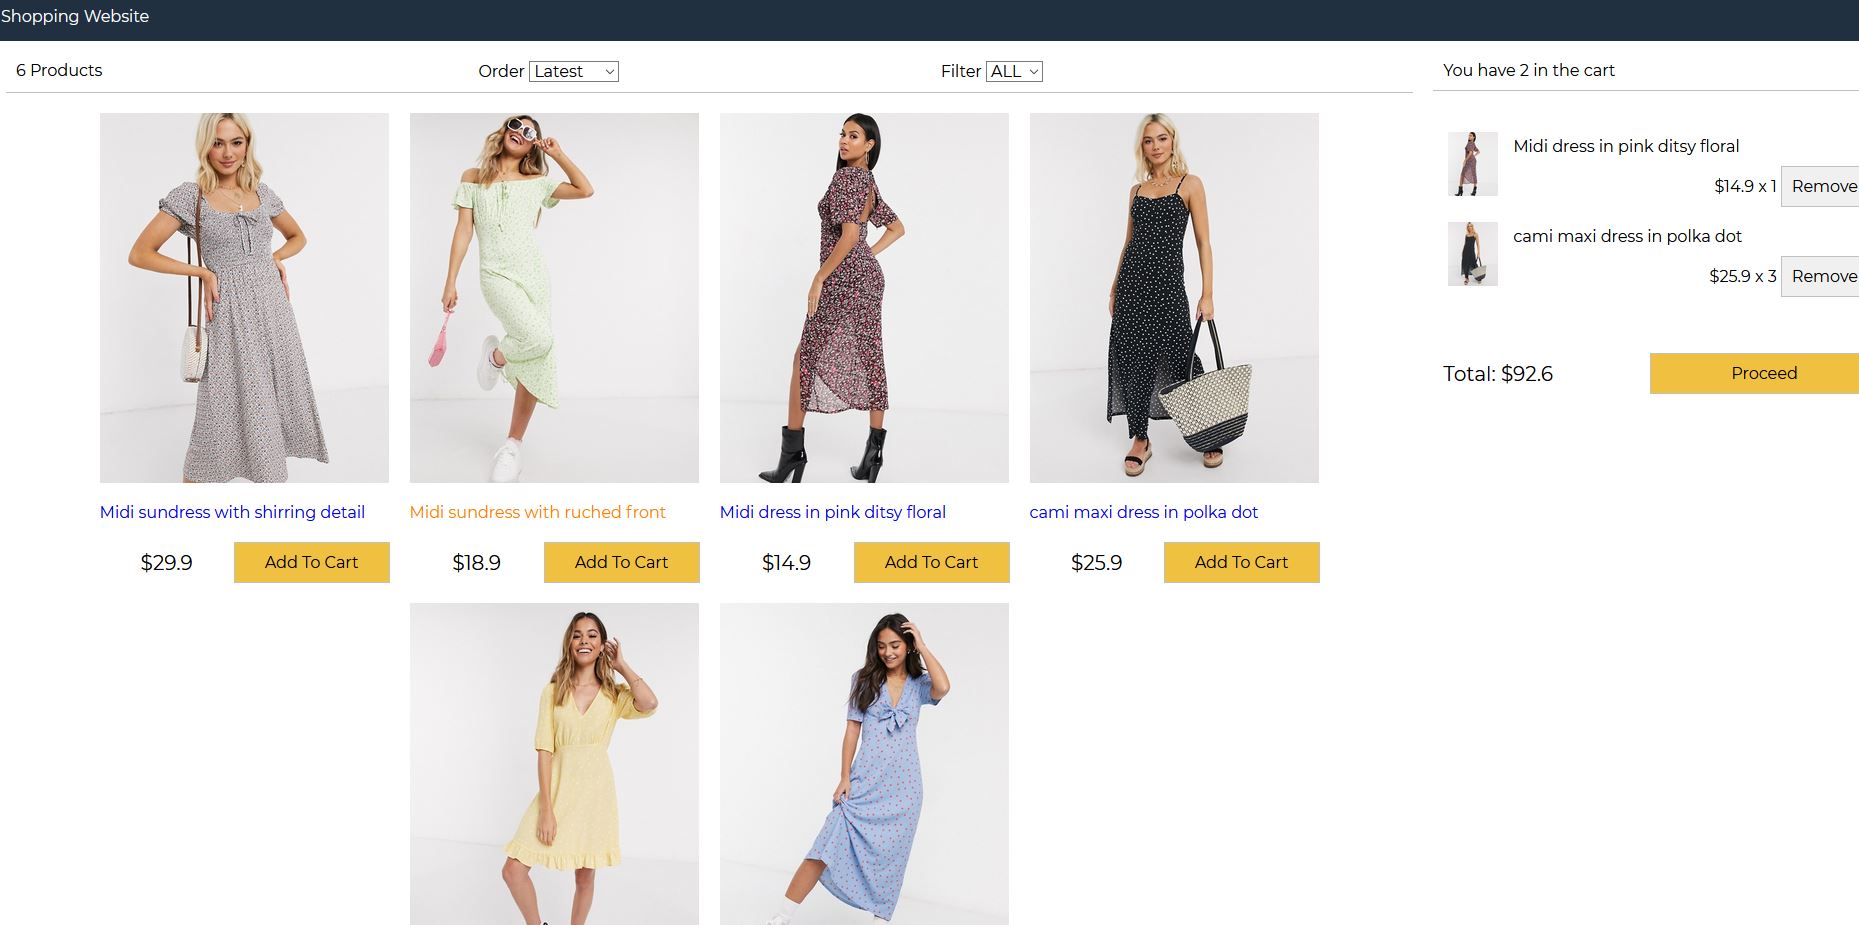 Shopping Website
6 Products
Order Latest
Filter ALL
You have 2 in the cart
Midi dress in pink ditsy floral
$14.9 x 1 Remove
cami maxi dress in polka dot
$25.9 x 3 Remove
Total: $92.6 Proceed
Midi sundress with shirring detail
$29.9 Add To Cart
Midi sundress with ruched front
$18.9 Add To Cart
Midi dress in pink ditsy floral
$14.9 Add To Cart
cami maxi dress in polka dot
$25.9 Add To Cart